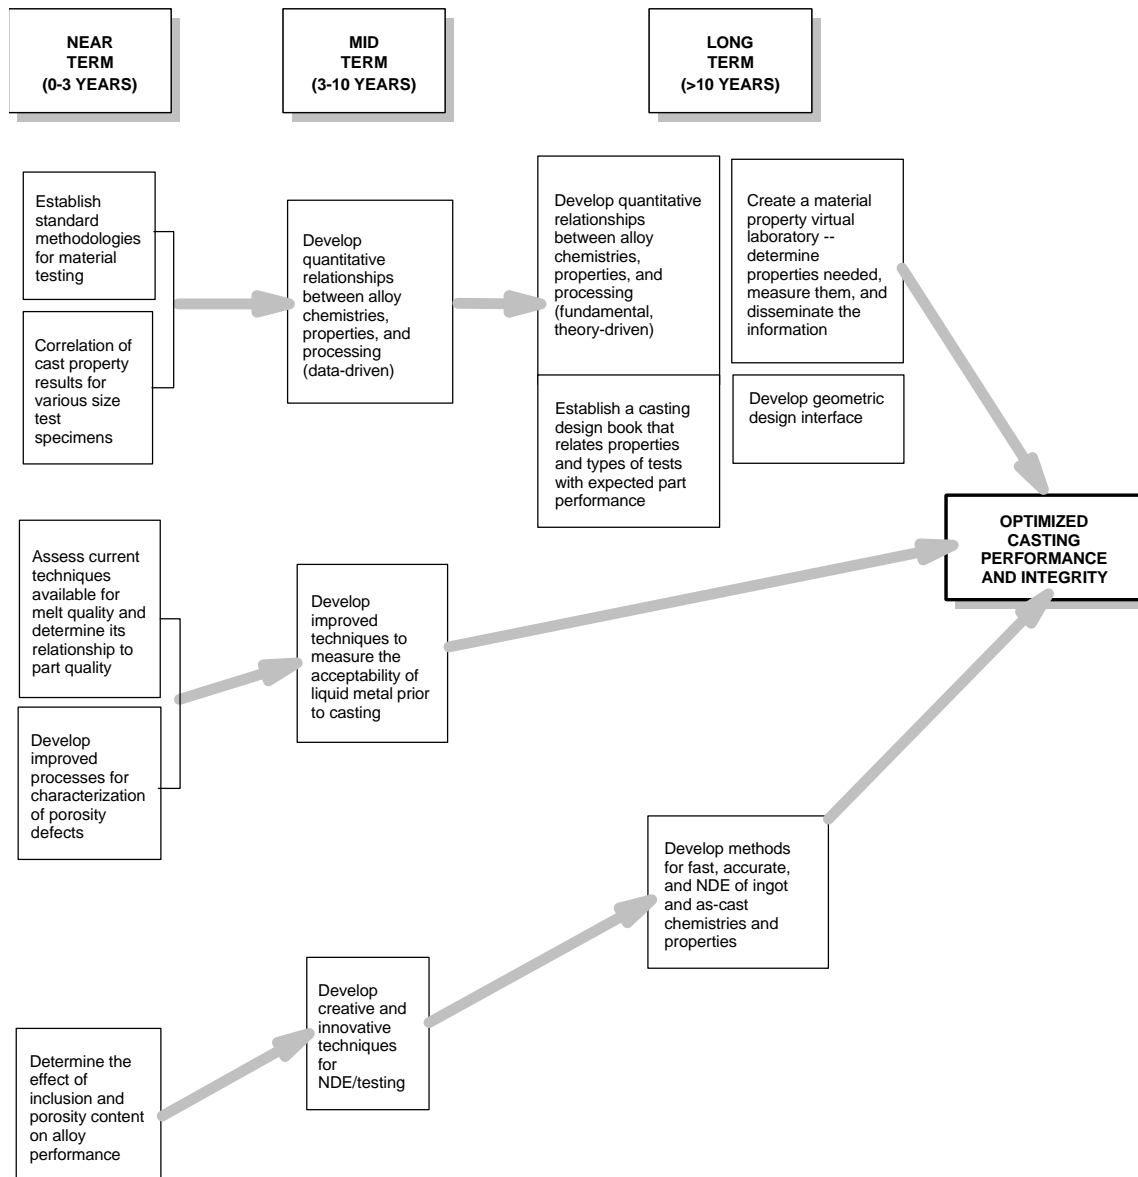 NEAR
TERM
(0-3 YEARS)
MID
TERM
(3-10 YEARS)
LONG
TERM
(>10 YEARS)
Establish
standard
methodologies
for material
testing
Correlation of
cast property
results for
various size
test
specimens
Develop
quantitative
relationships
between alloy
chemistries,
properties, and
processing
(data-driven)
Develop quantitative
relationships
between alloy
chemistries,
properties, and
processing
(fundamental,
theory-driven)
Create a material
property virtual
laboratory --
determine
properties needed,
measure them, and
disseminate the
information
Establish a casting
design book that
relates properties
and types of tests
with expected part
performance
Develop geometric
design interface
OPTIMIZED
CASTING
PERFORMANCE
AND INTEGRITY
Assess current
techniques
available for
melt quality and
determine its
relationship to
part quality
Develop
improved
processes for
characterization
of porosity
defects
Develop
improved
techniques to
measure the
acceptability of
liquid metal prior
to casting
Develop methods
for fast, accurate,
and NDE of ingot
and as-cast
chemistries and
properties
Develop
creative and
innovative
techniques
for
NDE/testing
Determine the
effect of
inclusion and
porosity content
on alloy
performance